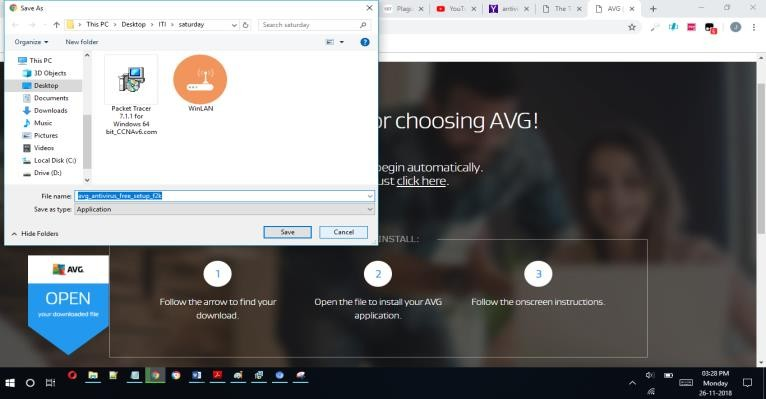 Save As
This PC > Desktop > ITI > saturday
Search saturday
Organize
New folder
This PC
3D Objects
Desktop
Documents
Downloads
Music
Pictures
Videos
Local Disk (C:)
Drive (D:)
Packet Tracer
7.1.1 for
Windows 64
bit_CCNAv6.com
WinLAN
File name: avg_antivirus_free_setup_f2k
Save as type: Application
Hide Folders
Save
Cancel
Plagi
YouT
antivi
The T
AVG
J
r choosing AVG!
egin automatically.
ust click here.
INSTALL:
AVG.
OPEN
your downloaded file
1
Follow the arrow to find your
download.
2
Open the file to install your AVG
application.
3
Follow the onscreen instructions.
03:28 PM
Monday
26-11-2018